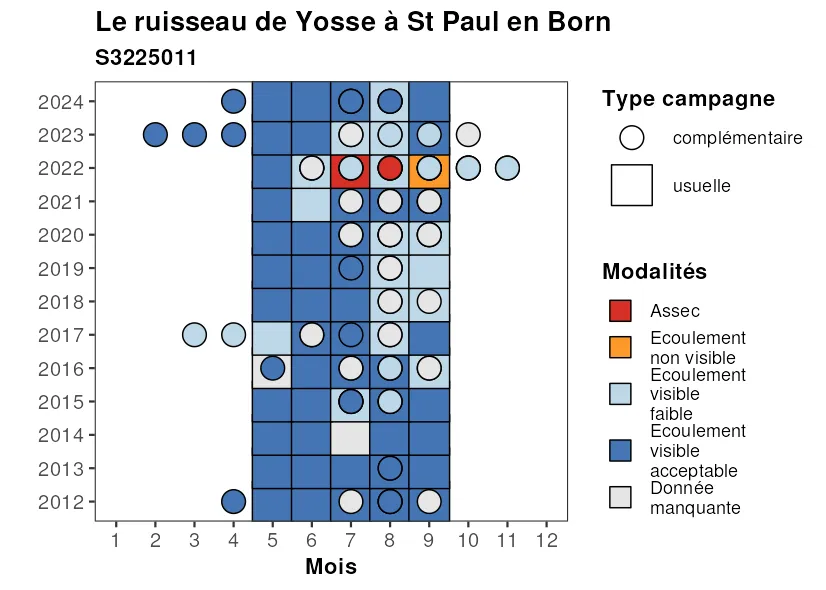 Le ruisseau de Yosse à St Paul en Born
S3225011
2024
2023
2022
2021
2020
2019
2018
2017
2016
2015
2014
2013
2012
1 2 3 4 5 6 7 8 9 10 11 12
Mois
Type campagne
complémentaire
usuelle
Modalités
Assec
Ecoulement
non visible
Ecoulement
visible
faible
Ecoulement
visible
acceptable
Donnée
manquante